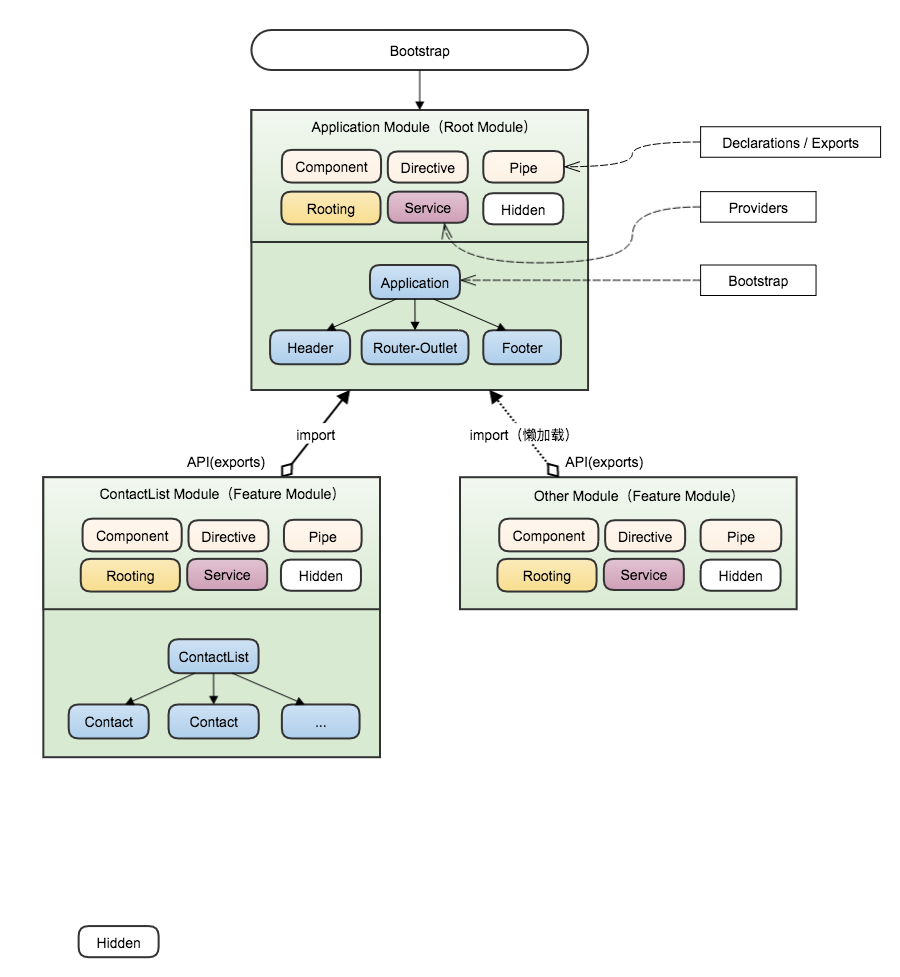 Bootstrap
Application Module（Root Module）
Component
Directive
Pipe
Declarations / Exports
Rooting
Service
Hidden
Providers
Application
Bootstrap
Header
Router-Outlet
Footer
import
import（懒加载）
API(exports)
API(exports)
ContactList Module（Feature Module）
Component
Directive
Pipe
Rooting
Service
Hidden
ContactList
Contact
Contact
...
Other Module（Feature Module）
Component
Directive
Pipe
Rooting
Service
Hidden
Hidden